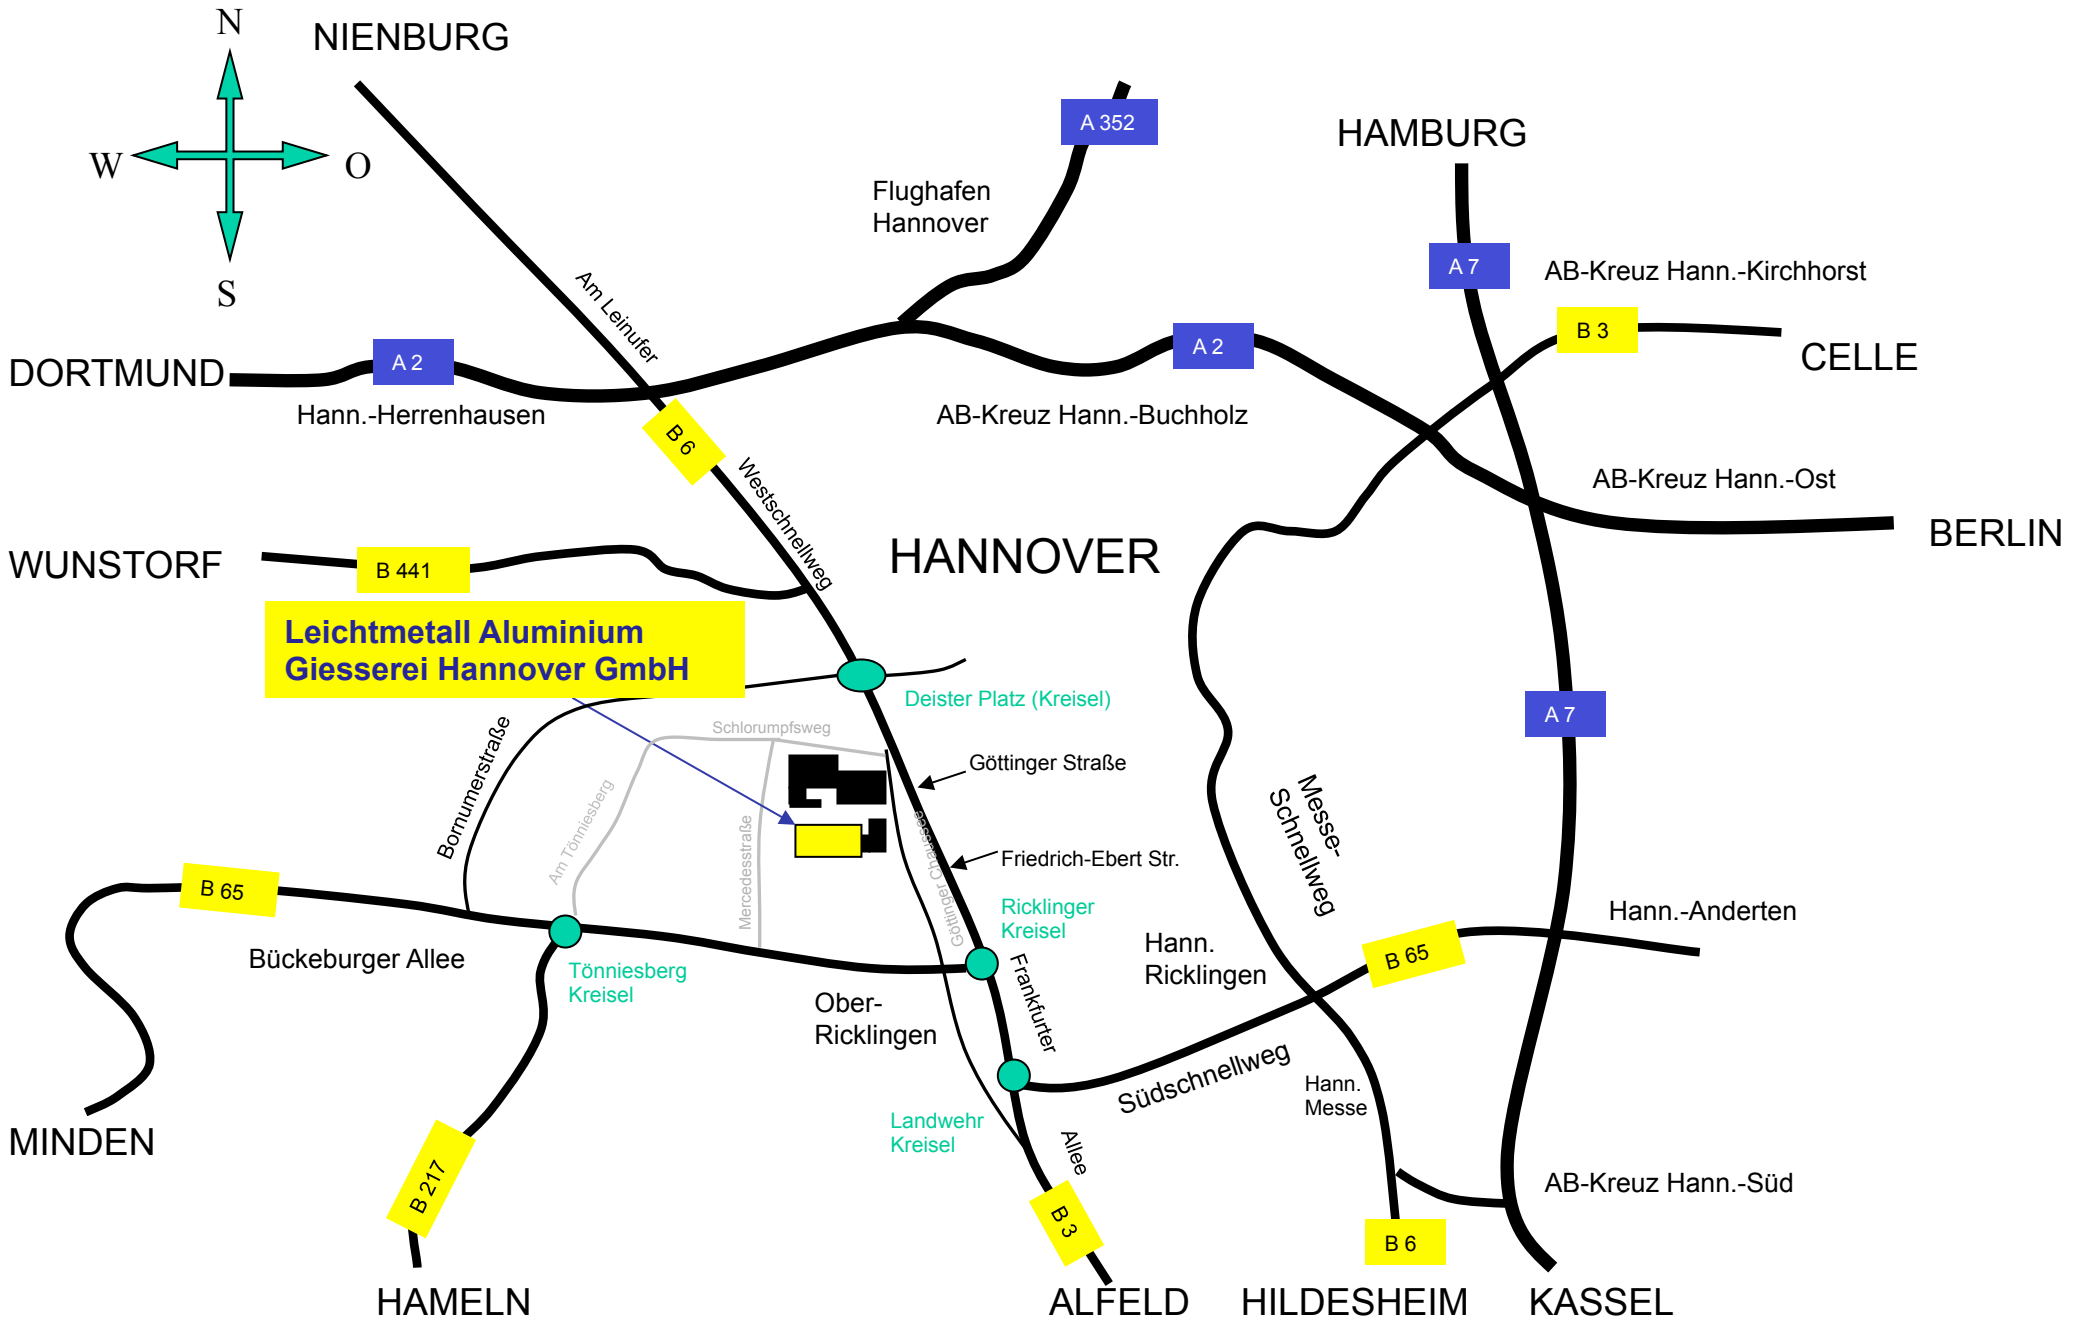 N
NIENBURG
A 352
HAMBURG
W
O
Flughafen
Hannover
S
Am Leinufer
A 7
AB-Kreuz Hann.-Kirchhorst
B 3
CELLE
DORTMUND
A 2
A 2
Hann.-Herrenhausen
AB-Kreuz Hann.-Buchholz
B 6
Westschnellweg
AB-Kreuz Hann.-Ost
BERLIN
HANNOVER
WUNSTORF
B 441
Leichtmetall Aluminium
Giesserei Hannover GmbH
Deister Platz (Kreisel)
A 7
Schlorumpfsweg
Bornumerstraße
Göttinger Straße
Am Tönniesberg
Mercedesstraße
Göttinger Chaussee
Messe-
Schnellweg
Friedrich-Ebert Str.
B 65
Ricklinger
Kreisel
Hann.-Anderten
Bückeburger Allee
Tönniesberg
Kreisel
Hann.
Ricklingen
B 65
Ober-
Ricklingen
Frankfurter
Südschnellweg
Hann.
Messe
Landwehr
Kreisel
Allee
MINDEN
B 217
AB-Kreuz Hann.-Süd
B 3
B 6
HAMELN
ALFELD
HILDESHEIM
KASSEL